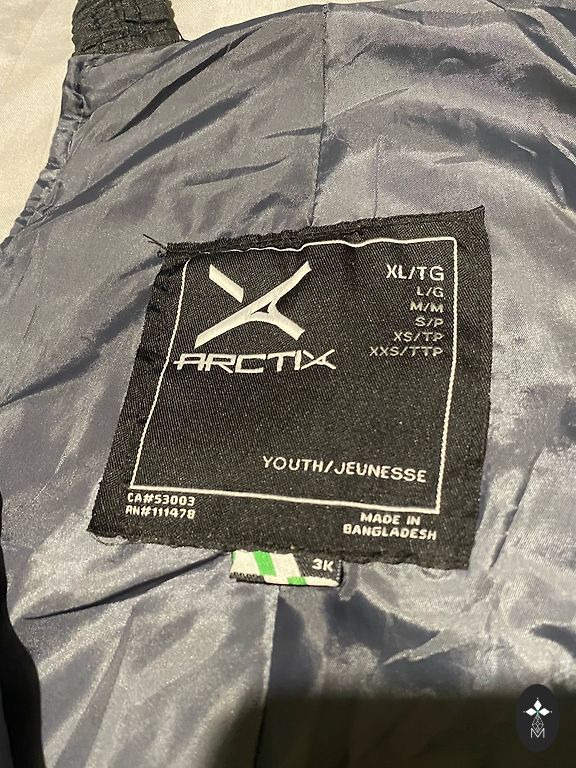 XL/TG
L/G
M/M
S/P
XS/TP
XXS/TTP
ARCTIX
YOUTH/JEUNESSE
CA#53003
RN#111478
MADE IN
BANGLADESH
3K
M